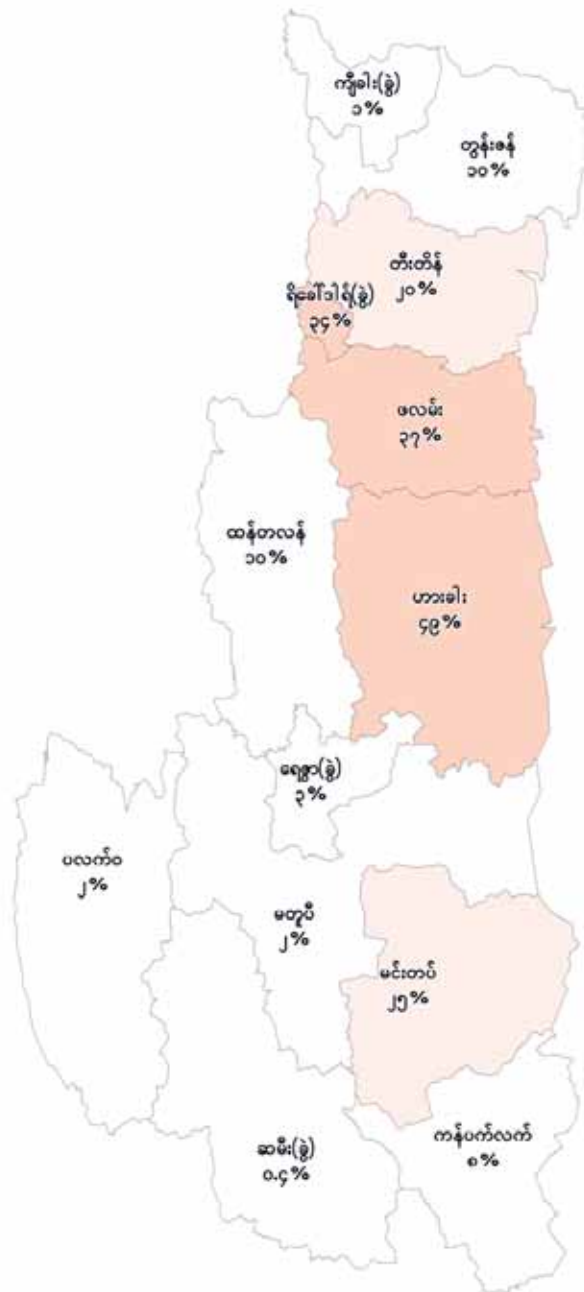 ကျီခါး(ခွဲ)
၁%
တွန်းဇန်
၁၀%
တီးတိန်
၂၀%
ရိခေါ်ဒါရ်(ခွဲ)
၃၄%
ဖလမ်း
၃၇%
ထန်တလန်
၁၀%
ဟားခါး
၄၉%
ရေဇွာ(ခွဲ)
၃%
ပလက်ဝ
၂%
မတူပီ
၂%
မင်းတပ်
၂၅%
ကန်ပက်လက်
၈%
ဆမီး(ခွဲ)
၀.၄%